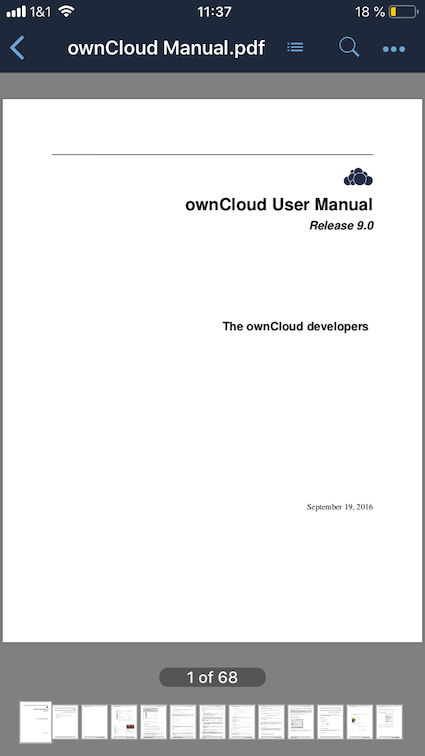 1&1 11:37 18 %
ownCloud Manual.pdf
ownCloud User Manual
Release 9.0
The ownCloud developers
September 19, 2016
1 of 68